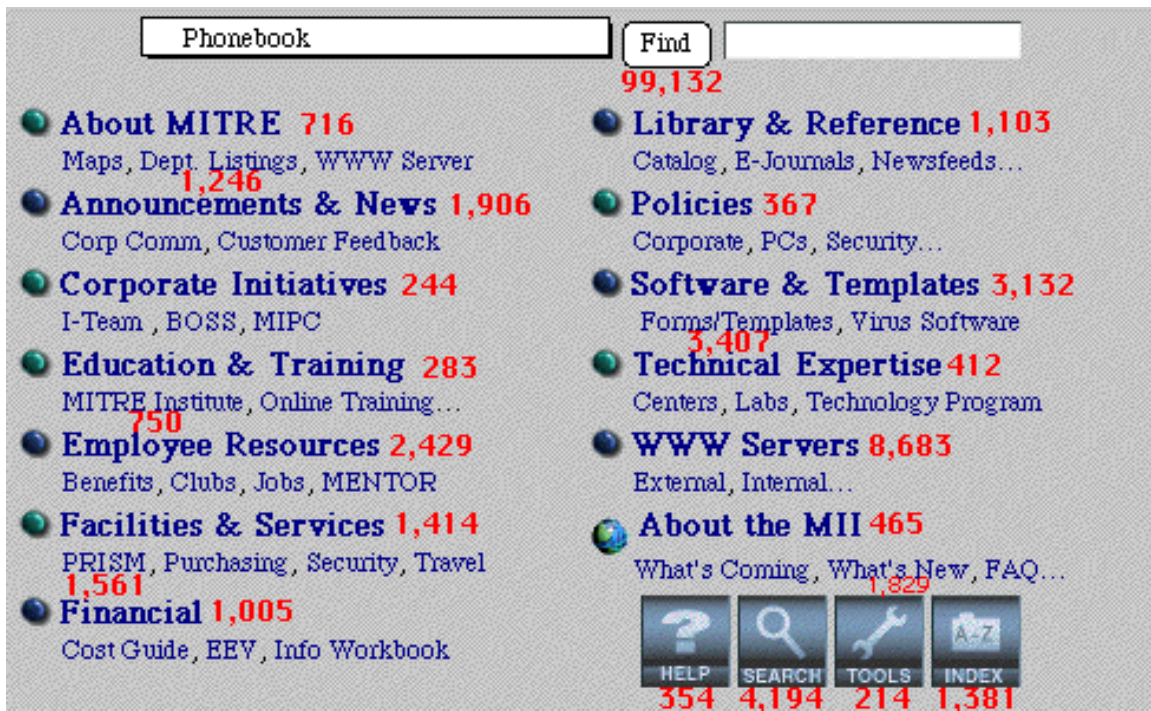 Phonebook Find
99,132
About MITRE 716
Maps, Dept. Listings, WWW Server
1,246
Announcements & News 1,906
Corp Comm, Customer Feedback
Corporate Initiatives 244
I-Team , BOSS, MIPC
Education & Training 283
MITRE Institute, Online Training...
750
Employee Resources 2,429
Benefits, Clubs, Jobs, MENTOR
Facilities & Services 1,414
PRISM, Purchasing, Security, Travel
1,561
Financial 1,005
Cost Guide, EEV, Info Workbook
Library & Reference 1,103
Catalog, E-Journals, Newsfeeds...
Policies 367
Corporate, PCs, Security...
Software & Templates 3,132
Forms/Templates, Virus Software
3,407
Technical Expertise 412
Centers, Labs, Technology Program
WWW Servers 8,683
External, Internal...
About the MII 465
What's Coming, What's New, FAQ...
1,829
? A-Z
HELP SEARCH TOOLS INDEX
354 4,194 214 1,381